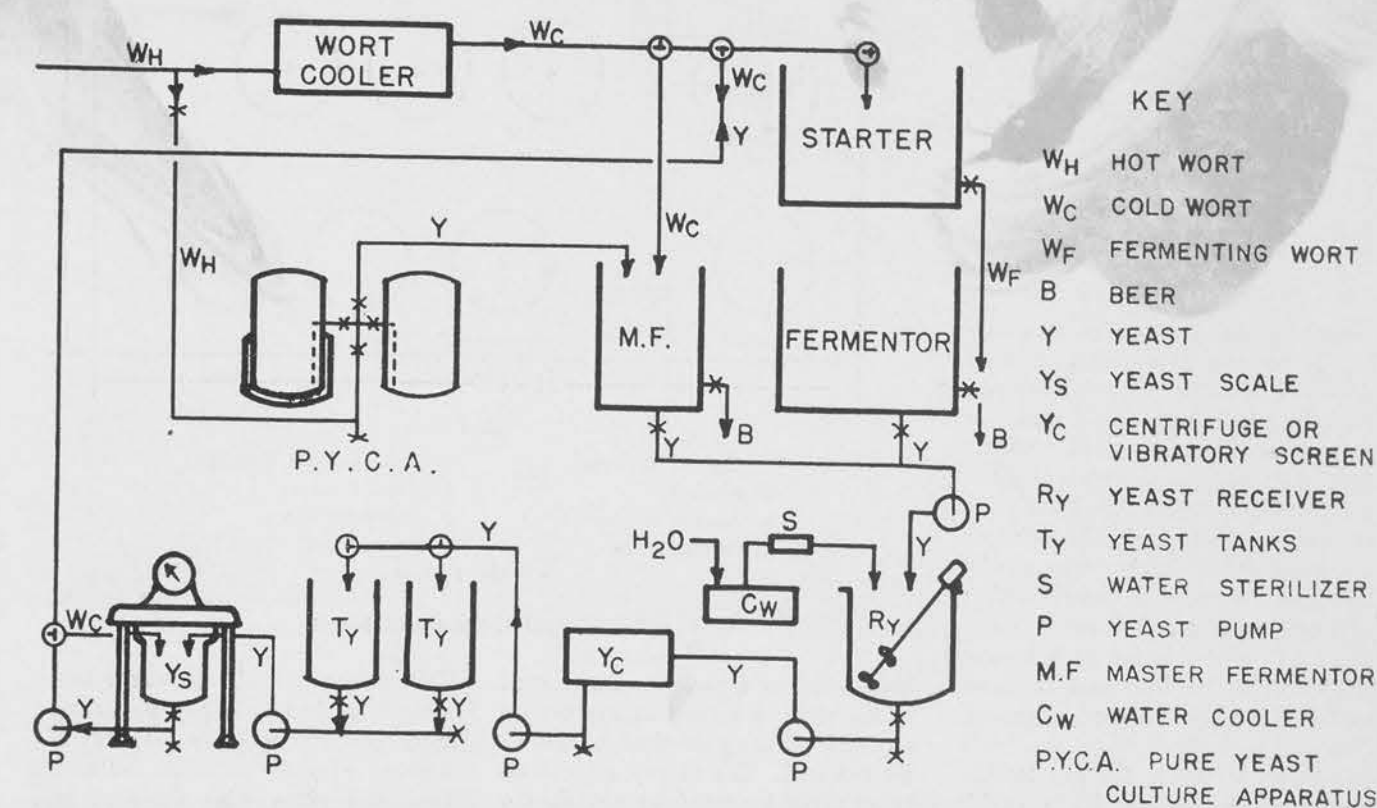 WH
WORT
COOLER
WC
WC
Y
STARTER
WH
Y
WC
WF
M.F.
FERMENTOR
B
B
Y
Y
P.Y.C.A.
P
H2O
S
Y
CW
RY
Y
TY
TY
WC
YS
Y
Y
Y
Y
YC
Y
P
P
P
P
KEY
WH HOT WORT
WC COLD WORT
WF FERMENTING WORT
B BEER
Y YEAST
YS YEAST SCALE
YC CENTRIFUGE OR
VIBRATORY SCREEN
RY YEAST RECEIVER
TY YEAST TANKS
S WATER STERILIZER
P YEAST PUMP
M.F MASTER FERMENTOR
CW WATER COOLER
P.Y.C.A. PURE YEAST
CULTURE APPARATUS